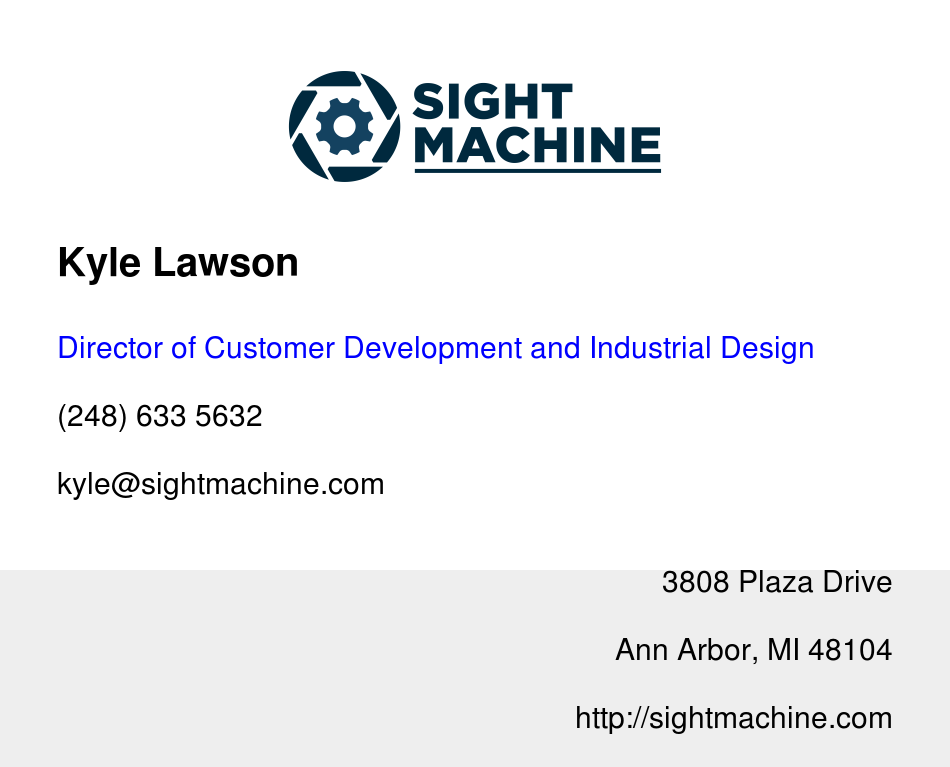 SIGHT
MACHINE
Kyle Lawson
Director of Customer Development and Industrial Design
(248) 633 5632
kyle@sightmachine.com
3808 Plaza Drive
Ann Arbor, MI 48104
http://sightmachine.com